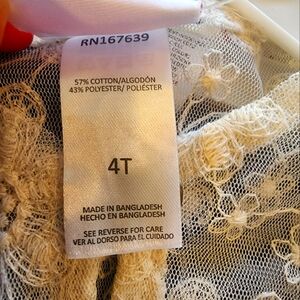 RN167639
57% COTTON/ALGODÓN
43% POLYESTER/ POLIÉSTER
4T
MADE IN BANGLADESH
HECHO EN BANGLADESH
SEE REVERSE FOR CARE
VER AL DORSO PARA EL CUIDADO